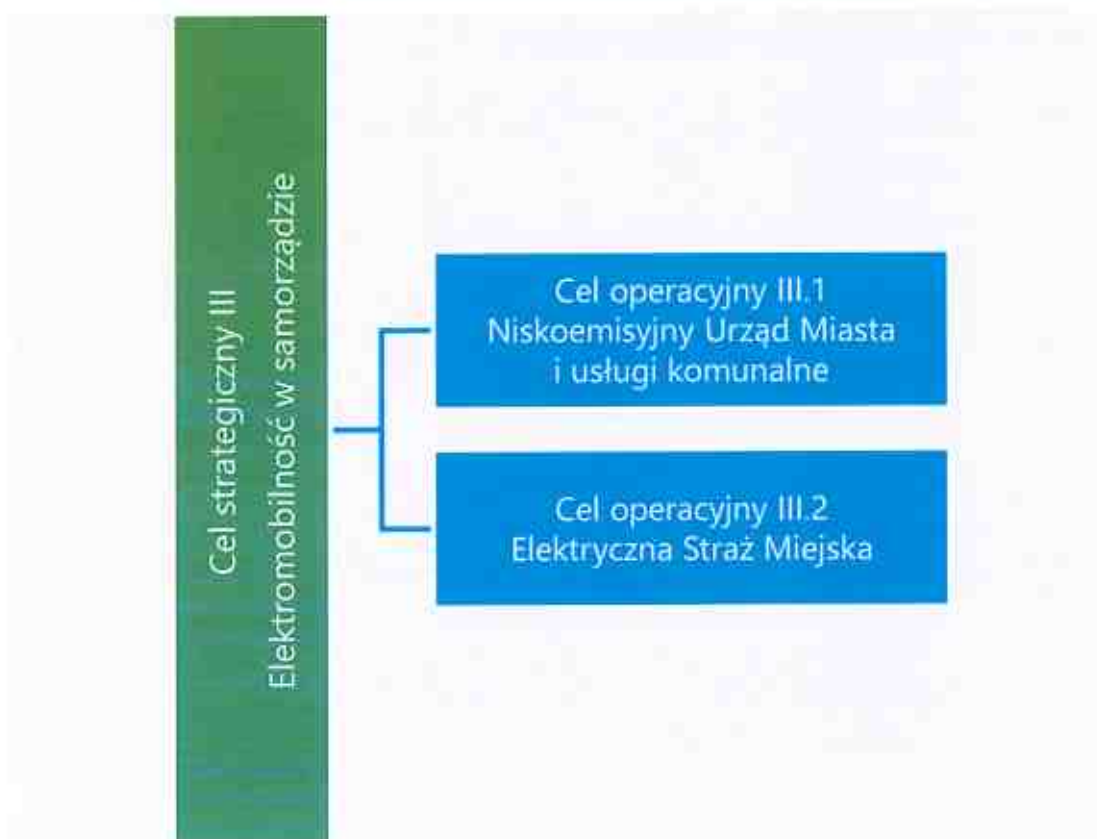 Cel strategiczny III
Elektromobilność w samorządzie
Cel operacyjny III.1
Niskoemisyjny Urząd Miasta
i usługi komunalne
Cel operacyjny III.2
Elektryczna Straż Miejska